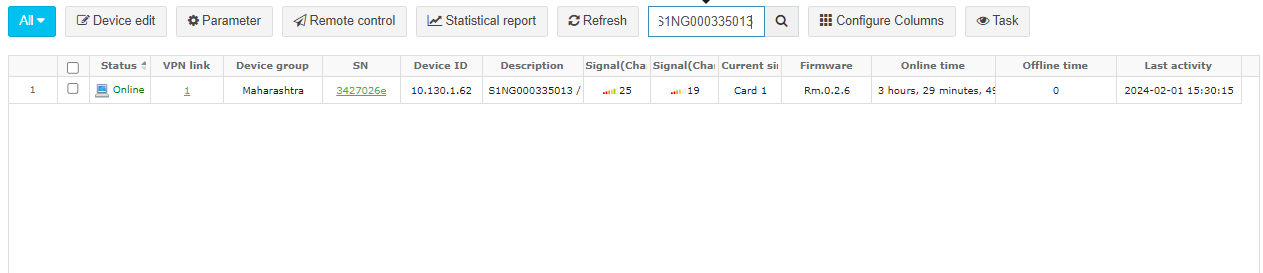 All Device edit Parameter Remote control Statistical report Refresh S1NG000335013 Configure Columns Task
Status VPN link Device group SN Device ID Description Signal(Cha Signal(Cha Current sin Firmware Online time Offline time Last activity
1 Online 1 Maharashtra 3427026e 10.130.1.62 S1NG000335013 / 25 19 Card 1 Rm.0.2.6 3 hours, 29 minutes, 49 0 2024-02-01 15:30:15